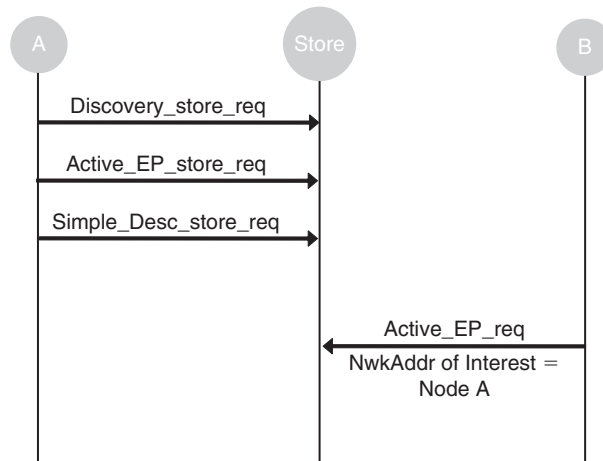 A
Store
B
Discovery_store_req
Active_EP_store_req
Simple_Desc_store_req
Active_EP_req
NwkAddr of Interest =
Node A